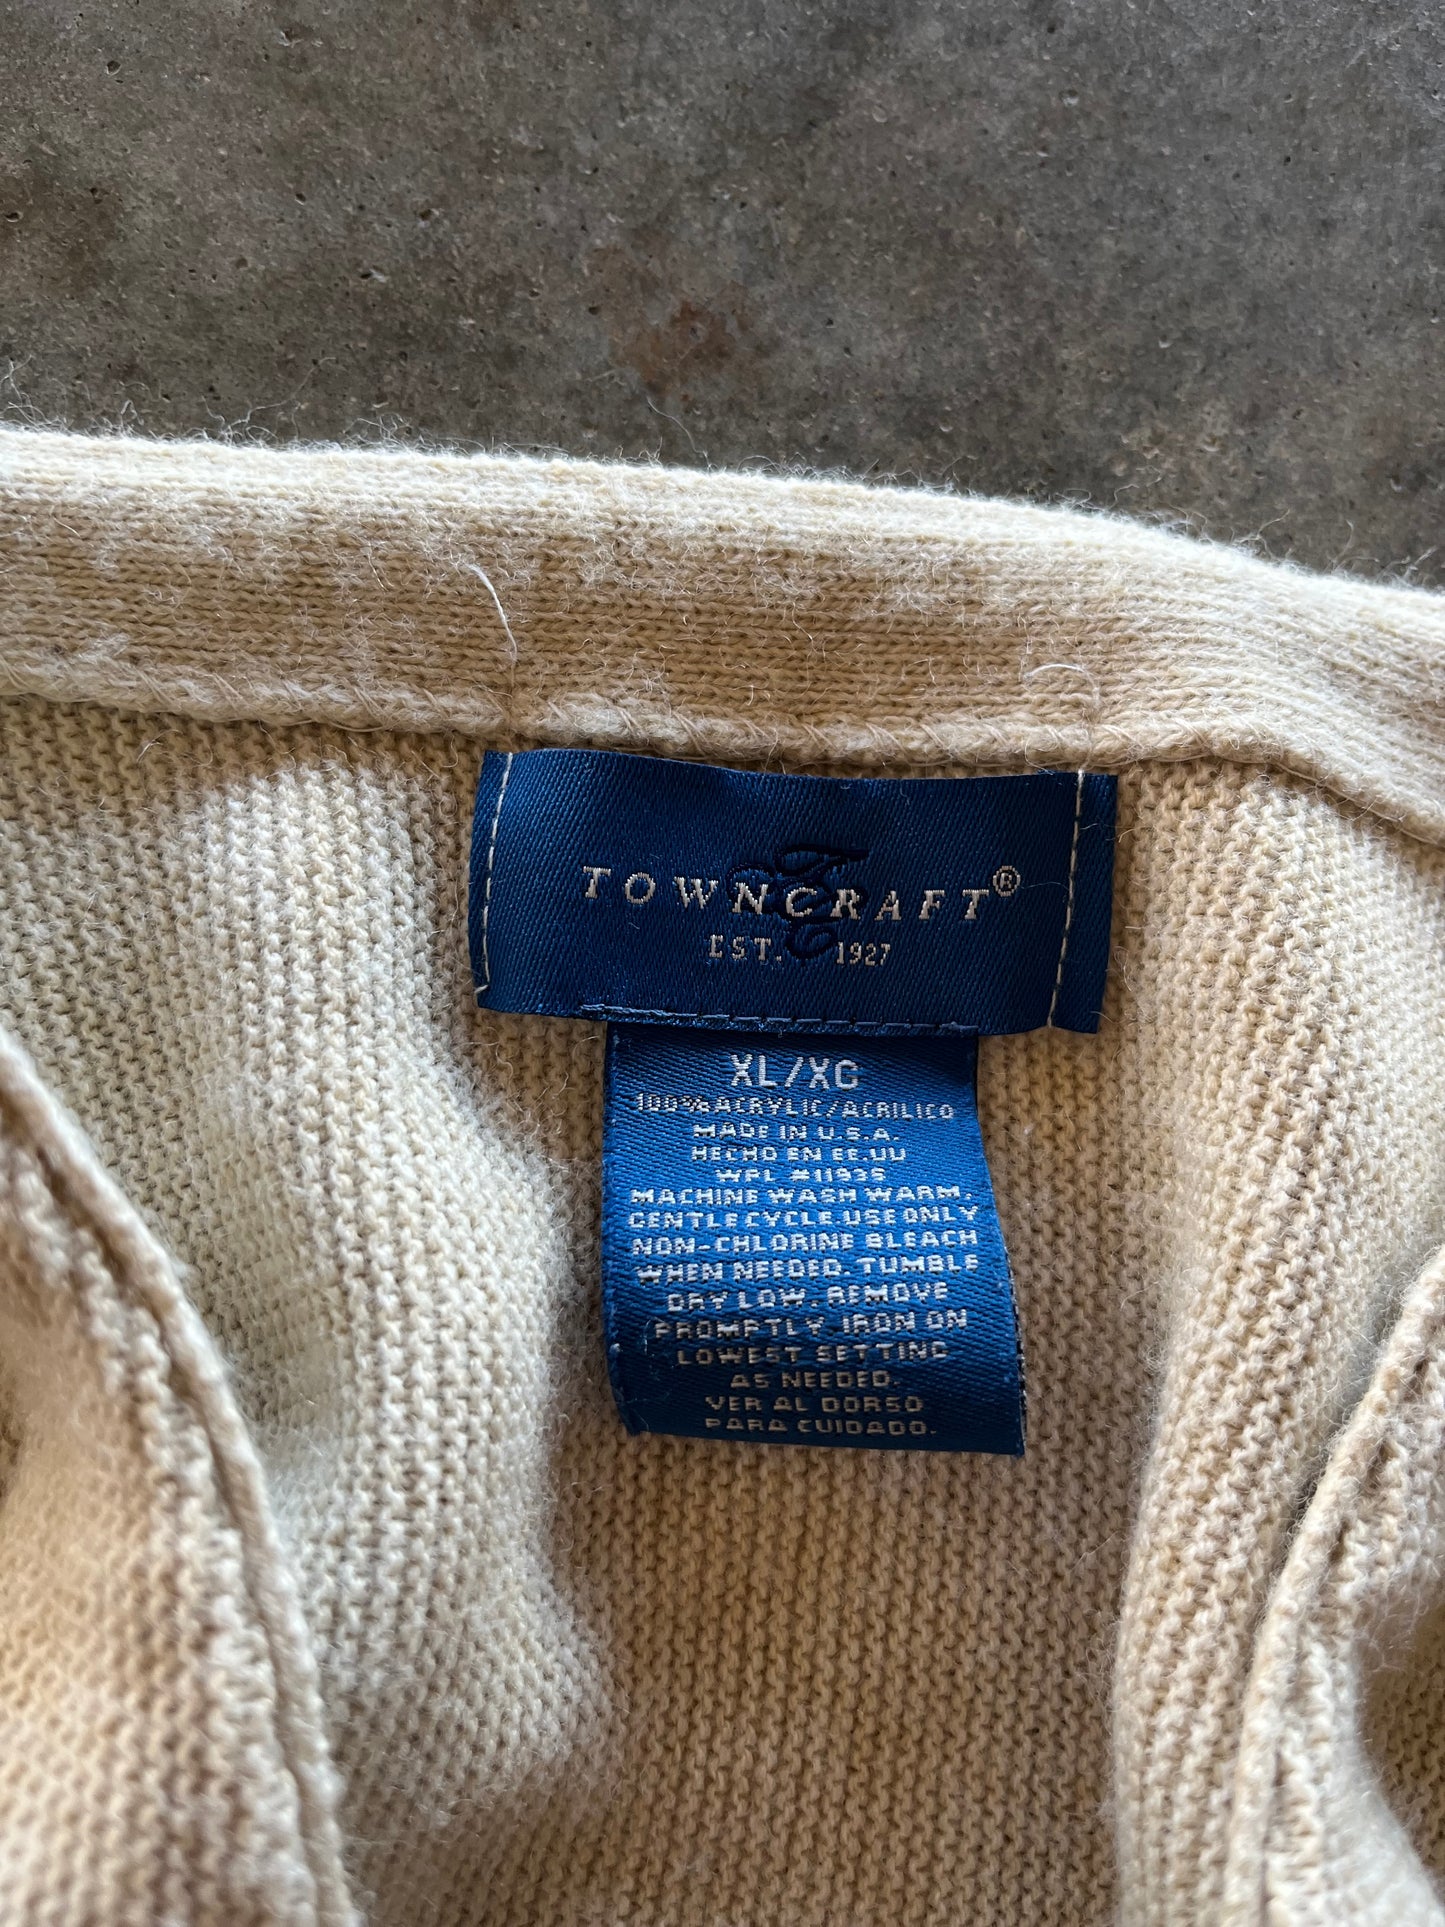 TOWNCRAFT®
EST. 1927
XL/XG
100% ACRYLIC/ACRILICO
MADE IN U.S.A.
HECHO EN EE.UU
WPL #11935
MACHINE WASH WARM,
GENTLE CYCLE. USE ONLY
NON-CHLORINE BLEACH
WHEN NEEDED. TUMBLE
DRY LOW. REMOVE
PROMPTLY. IRON ON
LOWEST SETTING
AS NEEDED.
VER AL DORSO
PARA CUIDADO.